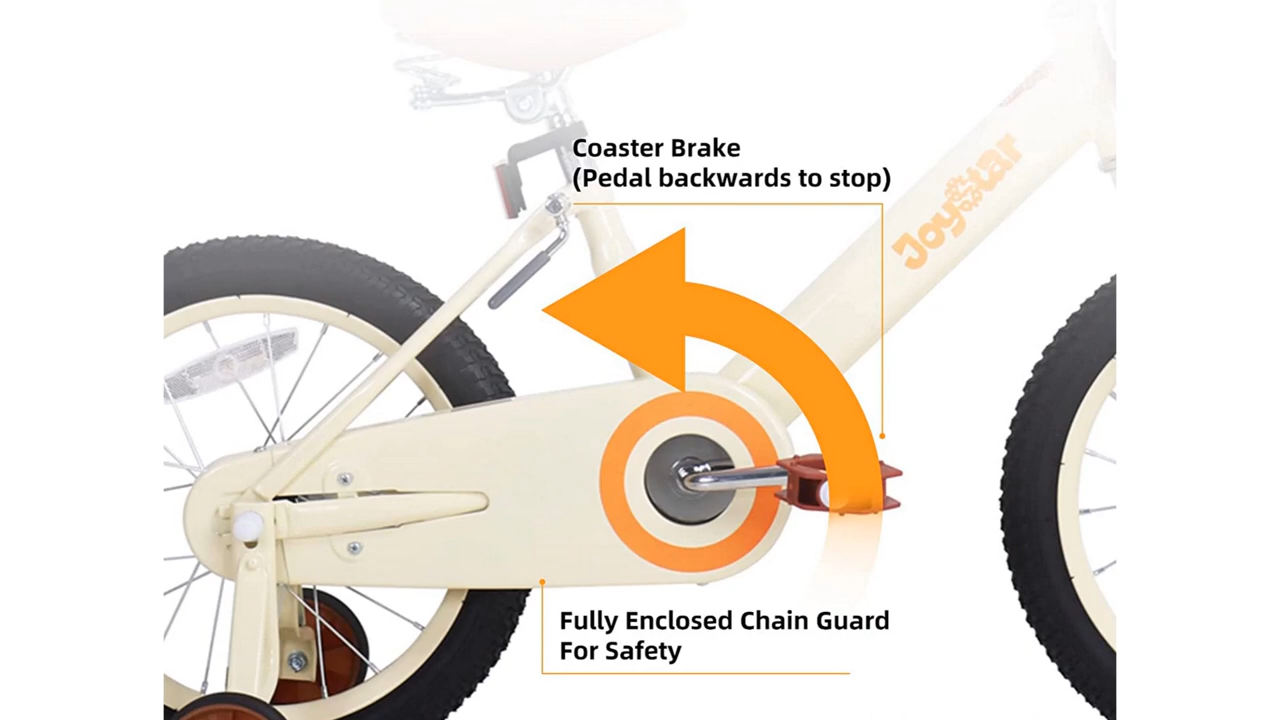 Coaster Brake
(Pedal backwards to stop)
Joystar
Fully Enclosed Chain Guard
For Safety